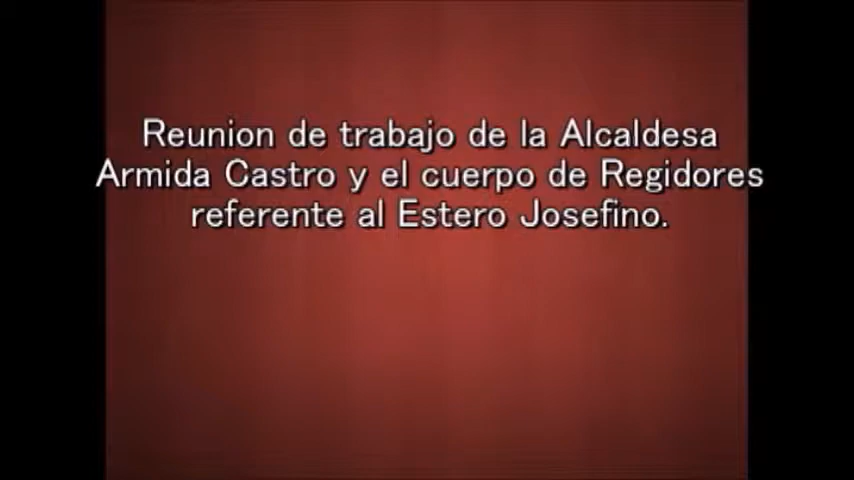 Reunion de trabajo de la Alcaldesa
Armida Castro y el cuerpo de Regidores
referente al Estero Josefino.